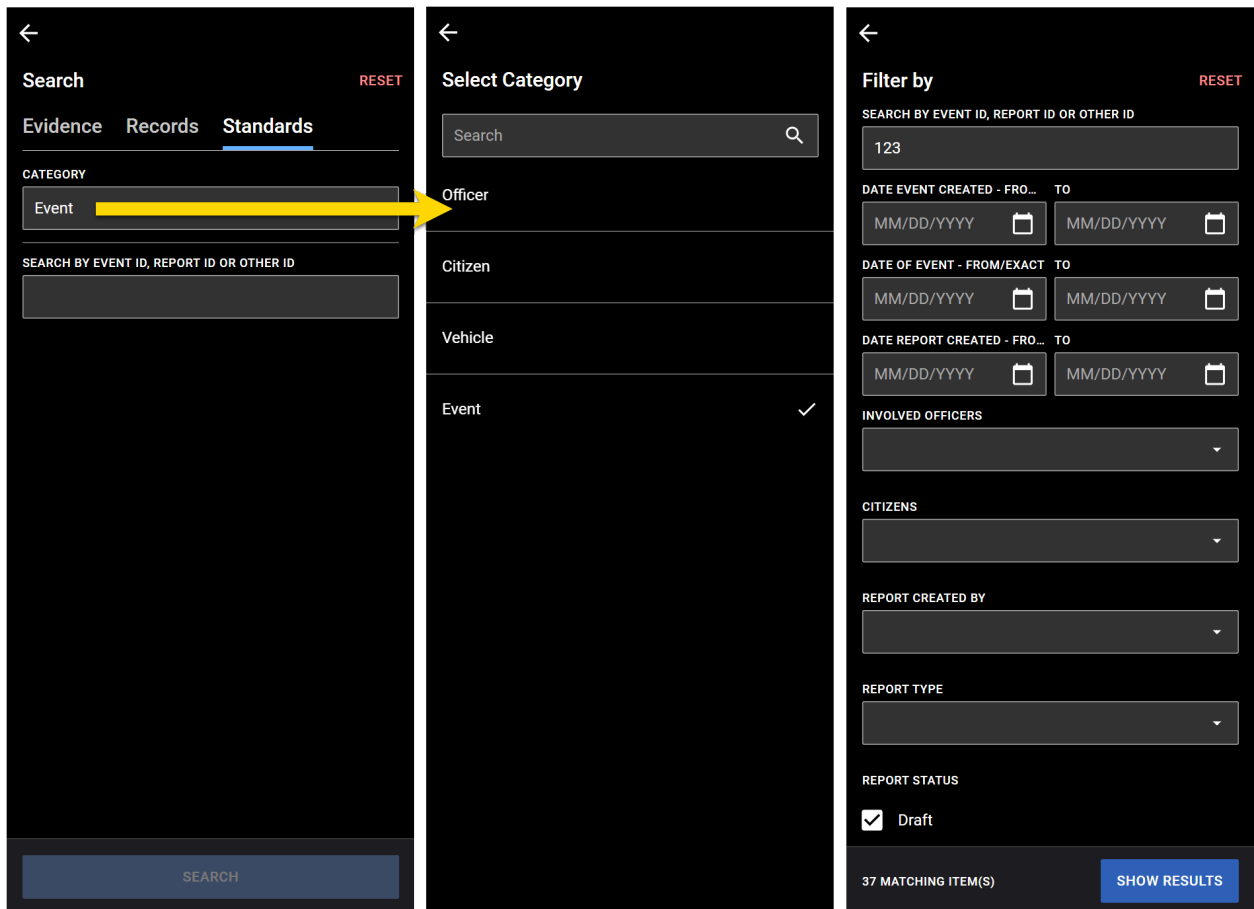 Search
RESET
Evidence Records Standards
CATEGORY
Event
SEARCH BY EVENT ID, REPORT ID OR OTHER ID
SEARCH
Select Category
Search
Officer
Citizen
Vehicle
Event
Filter by
RESET
SEARCH BY EVENT ID, REPORT ID OR OTHER ID
123
DATE EVENT CREATED - FRO... TO
MM/DD/YYYY MM/DD/YYYY
DATE OF EVENT - FROM/EXACT TO
MM/DD/YYYY MM/DD/YYYY
DATE REPORT CREATED - FRO... TO
MM/DD/YYYY MM/DD/YYYY
INVOLVED OFFICERS
CITIZENS
REPORT CREATED BY
REPORT TYPE
REPORT STATUS
Draft
37 MATCHING ITEM(S)
SHOW RESULTS